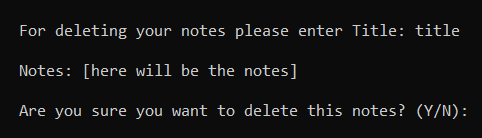 For deleting your notes please enter Title: title
Notes: [here will be the notes]
Are you sure you want to delete this notes? (Y/N):